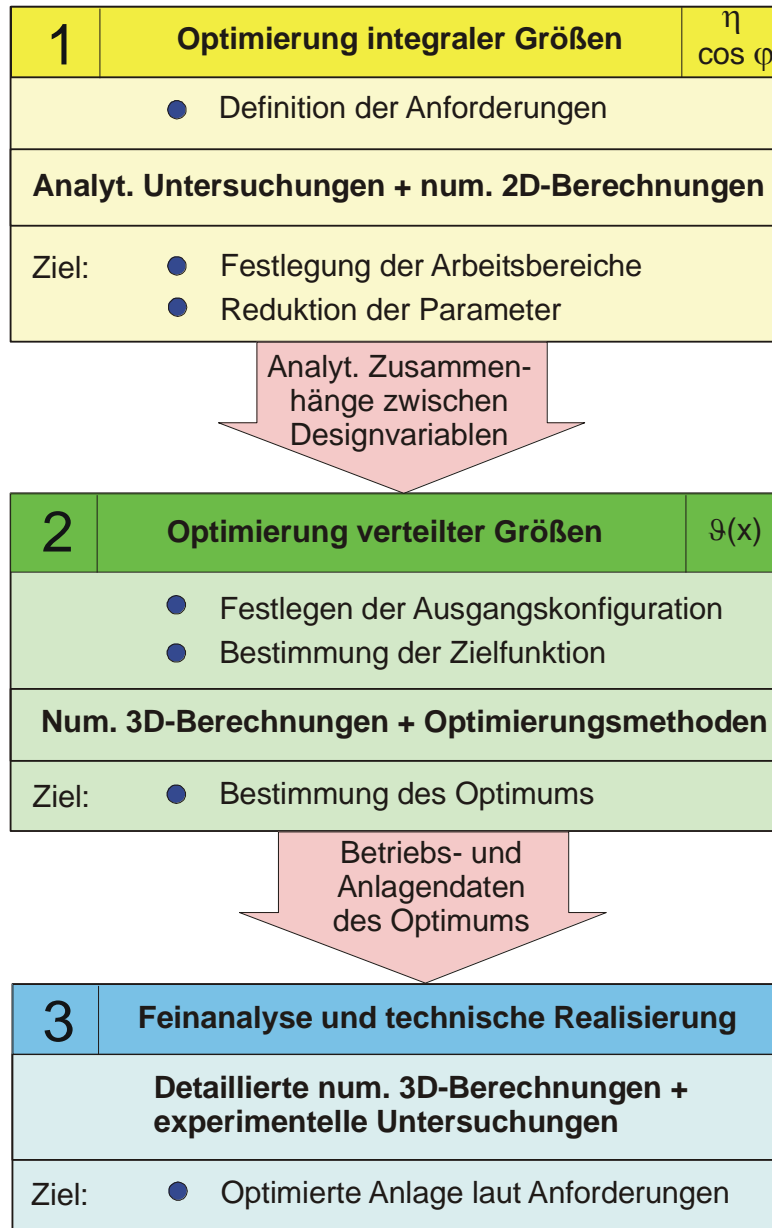 1 Optimierung integraler Größen η
cos φ
Definition der Anforderungen
Analyt. Untersuchungen + num. 2D-Berechnungen
Ziel: Festlegung der Arbeitsbereiche
Reduktion der Parameter
Analyt. Zusammen-
hänge zwischen
Designvariablen
2 Optimierung verteilter Größen ϑ(x)
Festlegen der Ausgangskonfiguration
Bestimmung der Zielfunktion
Num. 3D-Berechnungen + Optimierungsmethoden
Ziel: Bestimmung des Optimums
Betriebs- und
Anlagendaten
des Optimums
3 Feinanalyse und technische Realisierung
Detaillierte num. 3D-Berechnungen +
experimentelle Untersuchungen
Ziel: Optimierte Anlage laut Anforderungen